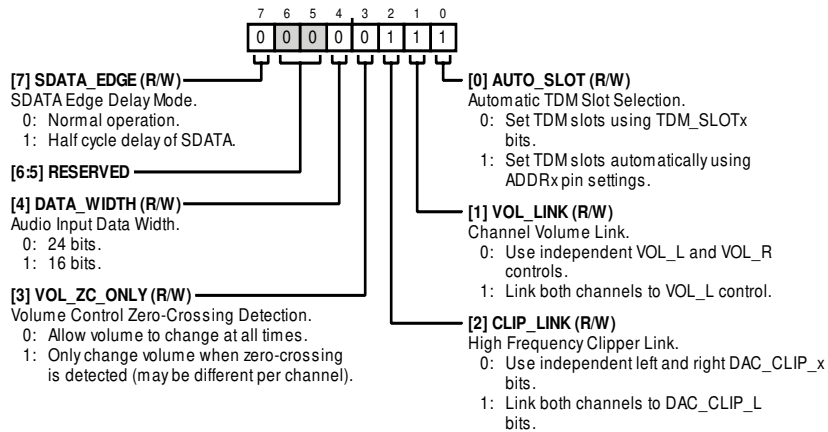 7 6 5 4 3 2 1 0
0 0 0 0 0 1 1 1
[7] SDATA_EDGE (R/W)
SDATA Edge Delay Mode.
0: Normal operation.
1: Half cycle delay of SDATA.
[6:5] RESERVED
[4] DATA_WIDTH (R/W)
Audio Input Data Width.
0: 24 bits.
1: 16 bits.
[3] VOL_ZC_ONLY (R/W)
Volume Control Zero-Crossing Detection.
0: Allow volume to change at all times.
1: Only change volume when zero-crossing
is detected (may be different per channel).
[0] AUTO_SLOT (R/W)
Automatic TDM Slot Selection.
0: Set TDM slots using TDM_SLOTx
bits.
1: Set TDM slots automatically using
ADDRx pin settings.
[1] VOL_LINK (R/W)
Channel Volume Link.
0: Use independent VOL_L and VOL_R
controls.
1: Link both channels to VOL_L control.
[2] CLIP_LINK (R/W)
High Frequency Clipper Link.
0: Use independent left and right DAC_CLIP_x
bits.
1: Link both channels to DAC_CLIP_L
bits.